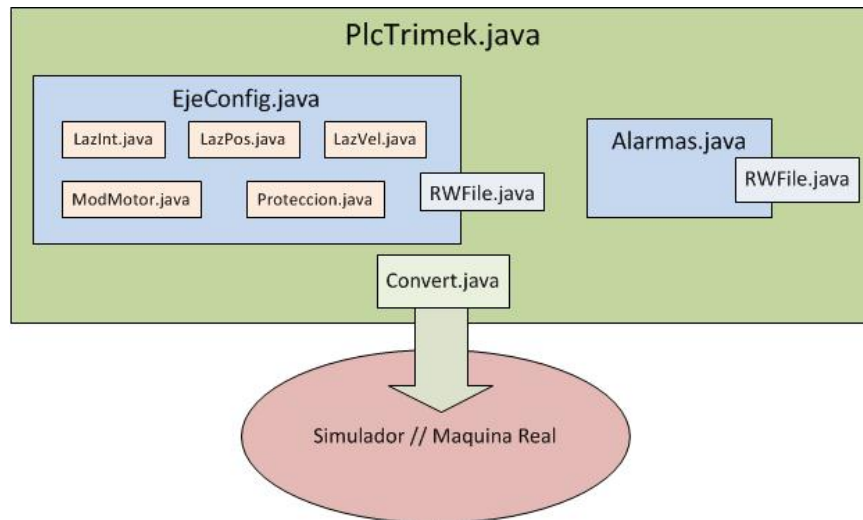 PlcTrimek.java
EjeConfig.java
LazInt.java
LazPos.java
LazVel.java
ModMotor.java
Proteccion.java
RWFile.java
Alarmas.java
RWFile.java
Convert.java
Simulador // Maquina Real